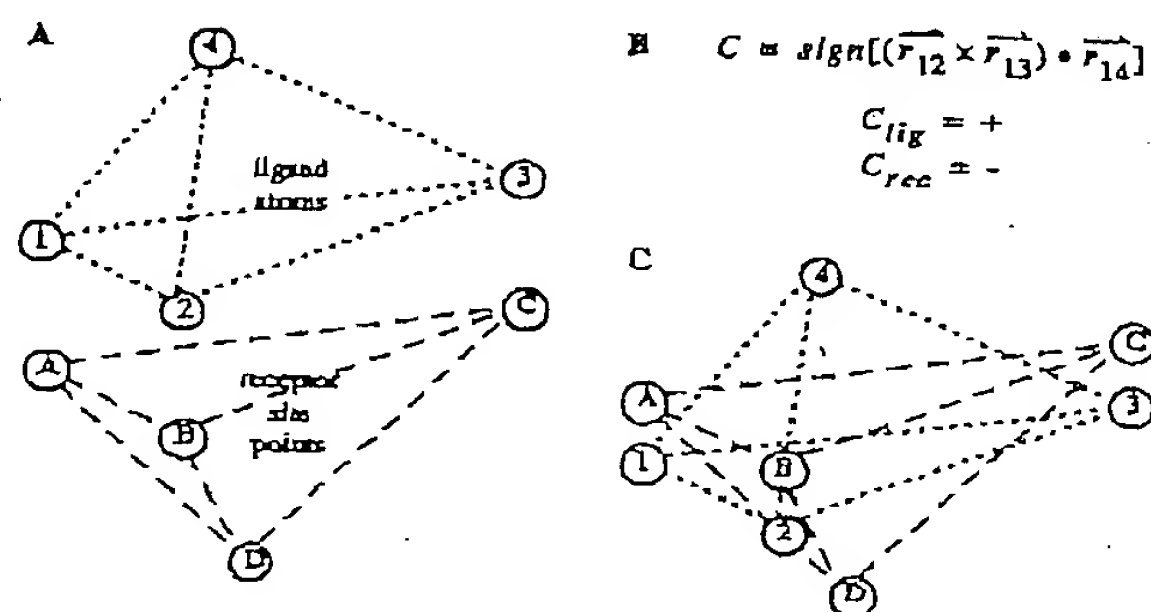 A
4
ligand
atoms
3
1
2
C
A
receptor
site
points
B
D
B C = sign[(r12 × r13) • r14]
Clig = +
Crec = -
C
4
C
A
3
1
B
2
D